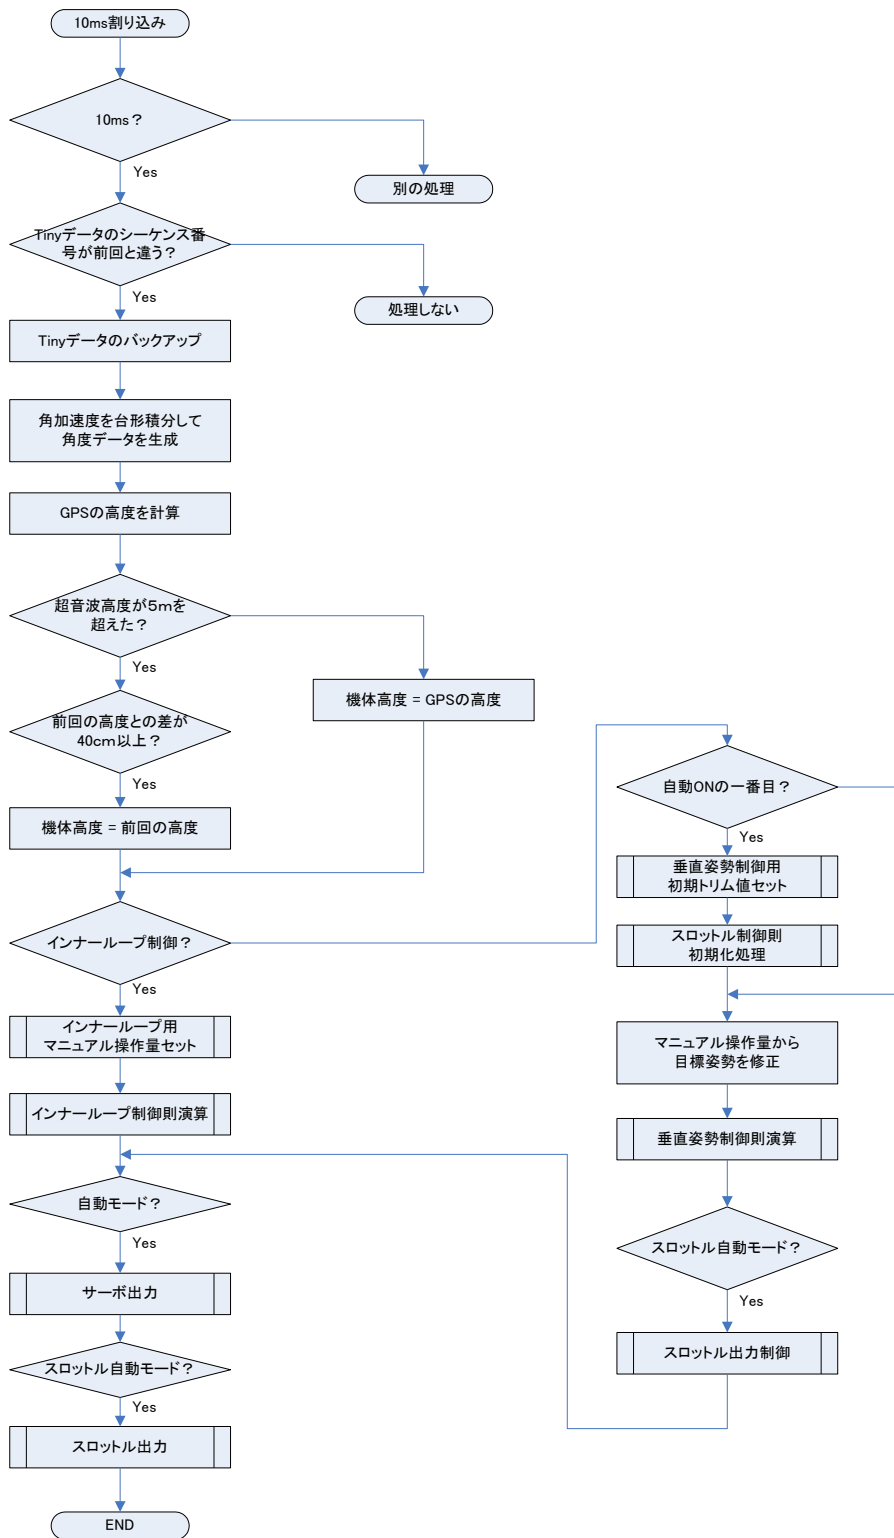 10ms割り込み
10ms？
Yes
別の処理
Tinyデータのシーケンス番
号が前回と違う？
Yes
処理しない
Tinyデータのバックアップ
角加速度を台形積分して
角度データを生成
GPSの高度を計算
超音波高度が５ｍを
超えた？
Yes
機体高度 = GPSの高度
前回の高度との差が
40cm以上？
Yes
機体高度 = 前回の高度
インナーループ制御？
Yes
インナーループ用
マニュアル操作量セット
インナーループ制御則演算
自動モード？
Yes
サーボ出力
スロットル自動モード？
Yes
スロットル出力
END
自動ONの一番目？
Yes
垂直姿勢制御用
初期トリム値セット
スロットル制御則
初期化処理
マニュアル操作量から
目標姿勢を修正
垂直姿勢制御則演算
スロットル自動モード？
Yes
スロットル出力制御